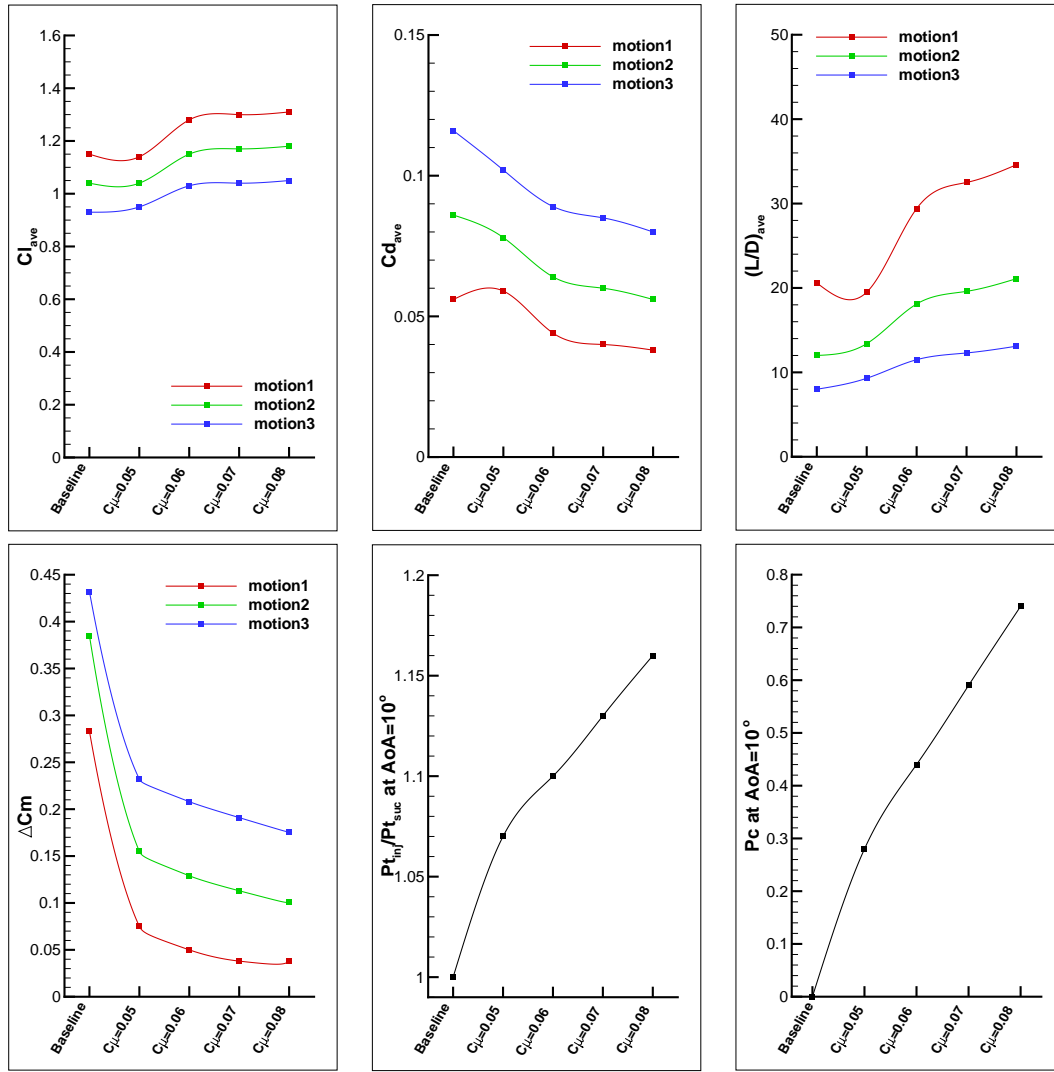 1.6
1.4
1.2
1
0.8
0.6
0.4
0.2
0
Cl_ave
motion1
motion2
motion3
Baseline
Cμ=0.05
Cμ=0.06
Cμ=0.07
Cμ=0.08
0.15
0.1
0.05
0
Cd_ave
motion1
motion2
motion3
Baseline
Cμ=0.05
Cμ=0.06
Cμ=0.07
Cμ=0.08
50
40
30
20
10
0
(L/D)_ave
motion1
motion2
motion3
Baseline
Cμ=0.05
Cμ=0.06
Cμ=0.07
Cμ=0.08
0.45
0.4
0.35
0.3
0.25
0.2
0.15
0.1
0.05
0
△Cm
motion1
motion2
motion3
Baseline
Cμ=0.05
Cμ=0.06
Cμ=0.07
Cμ=0.08
1.2
1.15
1.1
1.05
1
Pt_inj/Pt_suc at AoA=10°
Baseline
Cμ=0.05
Cμ=0.06
Cμ=0.07
Cμ=0.08
0.8
0.7
0.6
0.5
0.4
0.3
0.2
0.1
0
Pc at AoA=10°
Baseline
Cμ=0.05
Cμ=0.06
Cμ=0.07
Cμ=0.08